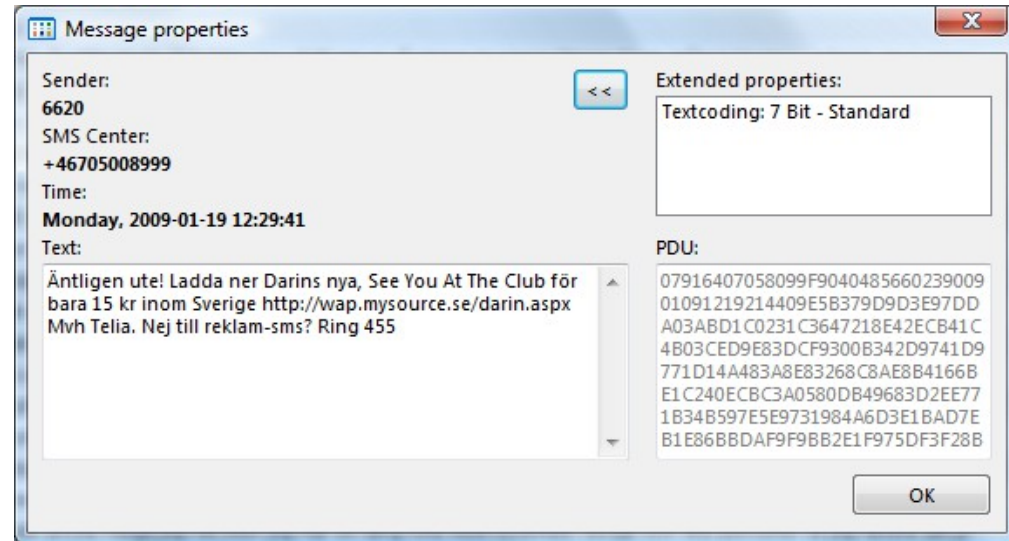 Message properties
Sender:
6620
SMS Center:
+46705008999
Time:
Monday, 2009-01-19 12:29:41
Text:
Äntligen ute! Ladda ner Darins nya, See You At The Club för
bara 15 kr inom Sverige http://wap.mysource.se/darin.aspx
Mvh Telia. Nej till reklam-sms? Ring 455
<<
Extended properties:
Textcoding: 7 Bit - Standard
PDU:
07916407058099F9040485660239009
01091219214409E5B379D9D3E97DD
A03ABD1C0231C3647218E42ECB41C
4B03CED9E83DCF9300B342D9741D9
771D14A483A8E83268C8AE8B4166B
E1C240ECBC3A0580DB49683D2EE77
1B34B597E5E9731984A6D3E1BAD7E
B1E86BBDAF9F9BB2E1F975DF3F28B
OK